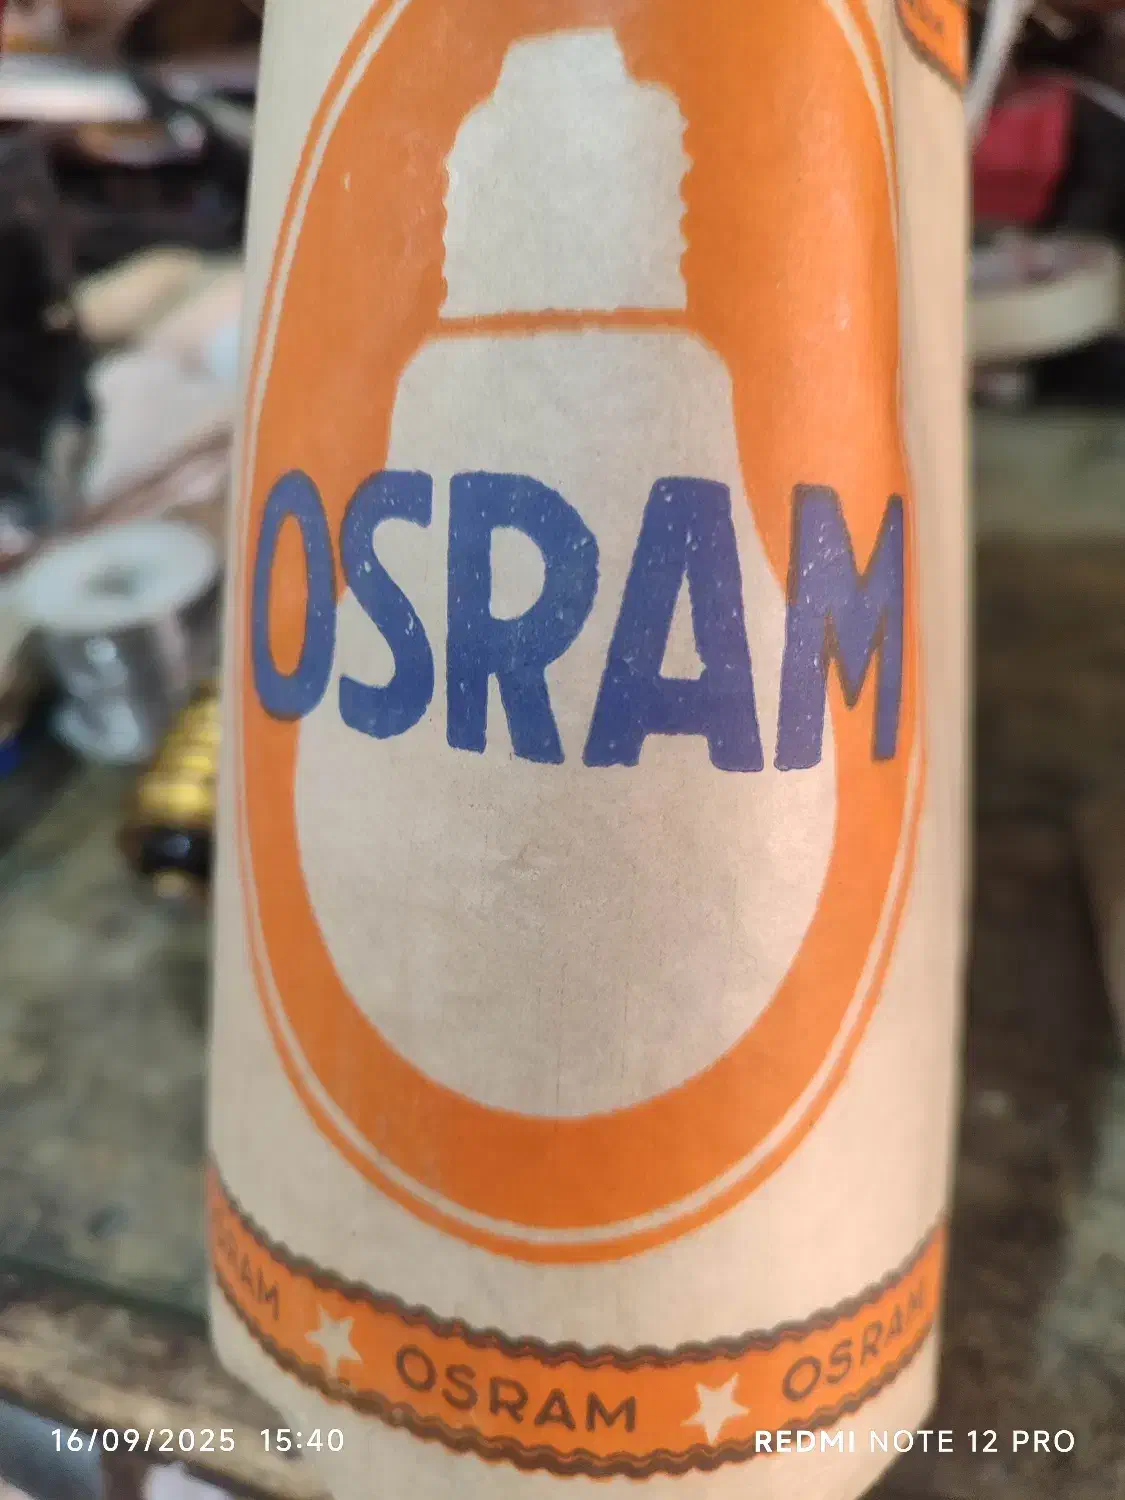 OSRAM
OSRAM OSRAM OSRAM
16/09/2025 15:40
REDMI NOTE 12 PRO